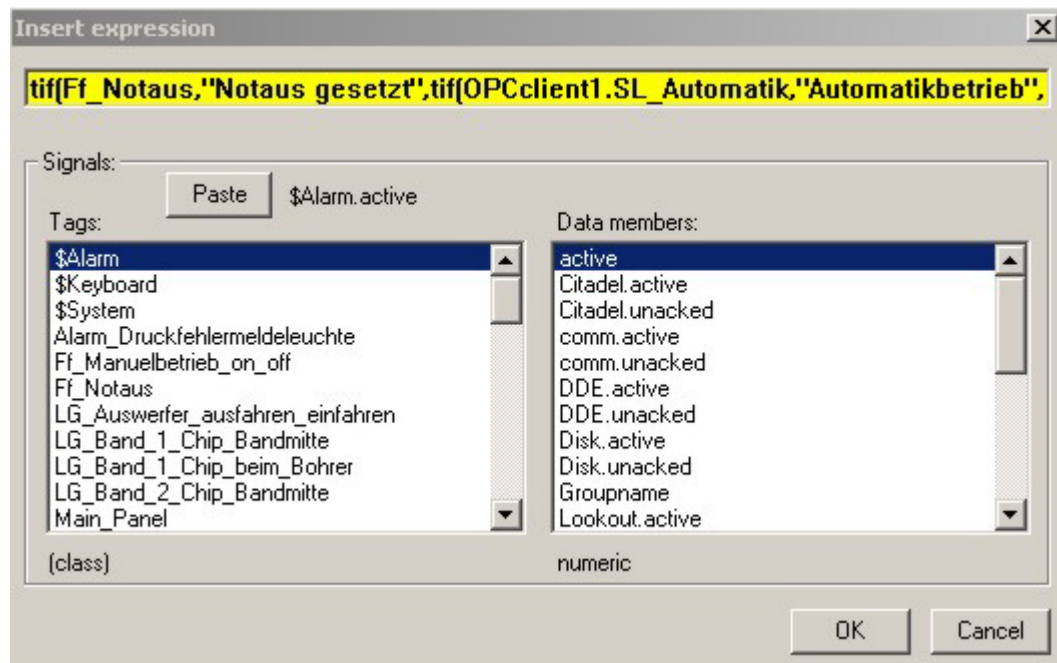 Insert expression
tif(Ff_Notaus,"Notaus gesetzt",tif(OPCclient1.SL_Automatik,"Automatikbetrieb",
Signals:
Paste
$Alarm.active
Tags:
Data members:
$Alarm
$Keyboard
$System
Alarm_Druckfehlermeldeleuchte
Ff_Manuelbetrieb_on_off
Ff_Notaus
LG_Auswerfer_ausfahren_einfahren
LG_Band_1_Chip_Bandmitte
LG_Band_1_Chip_beim_Bohrer
LG_Band_2_Chip_Bandmitte
Main_Panel
active
Citadel.active
Citadel.unacked
comm.active
comm.unacked
DDE.active
DDE.unacked
Disk.active
Disk.unacked
Groupname
Lookout.active
(class)
numeric
OK
Cancel